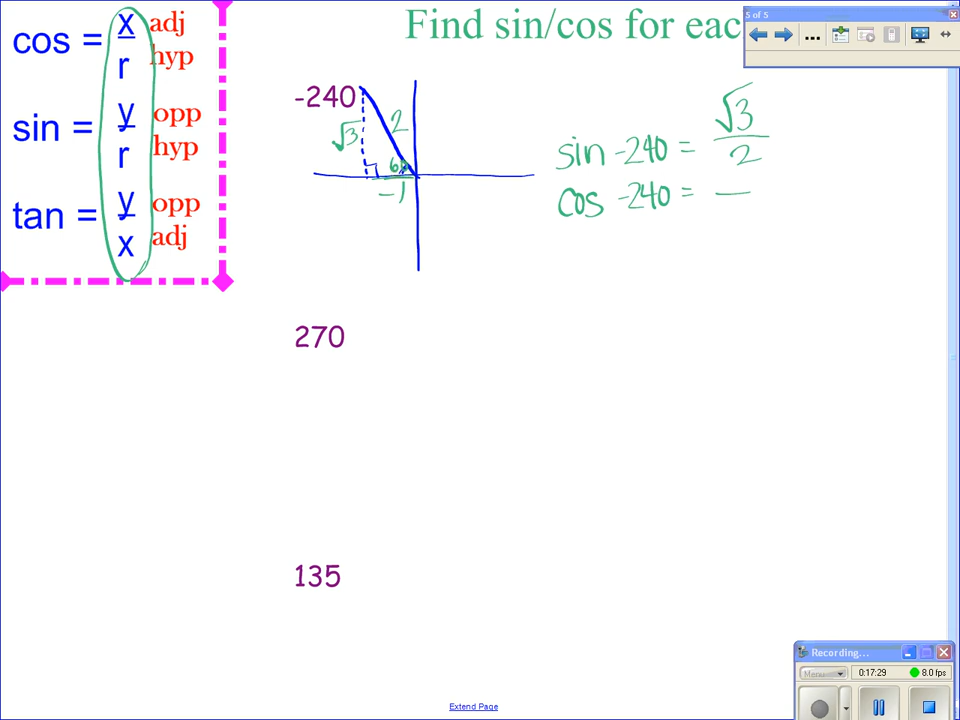 Find sin/cos for eac
cos = x/r adj hyp
sin = y/r opp hyp
tan = y/x opp adj
-240
√3
2
-1
sin -240 = √3/2
cos -240 = —
270
135
5 of 5
...
Recording...
Menu
0:17:29
8.0 fps
Extend Page